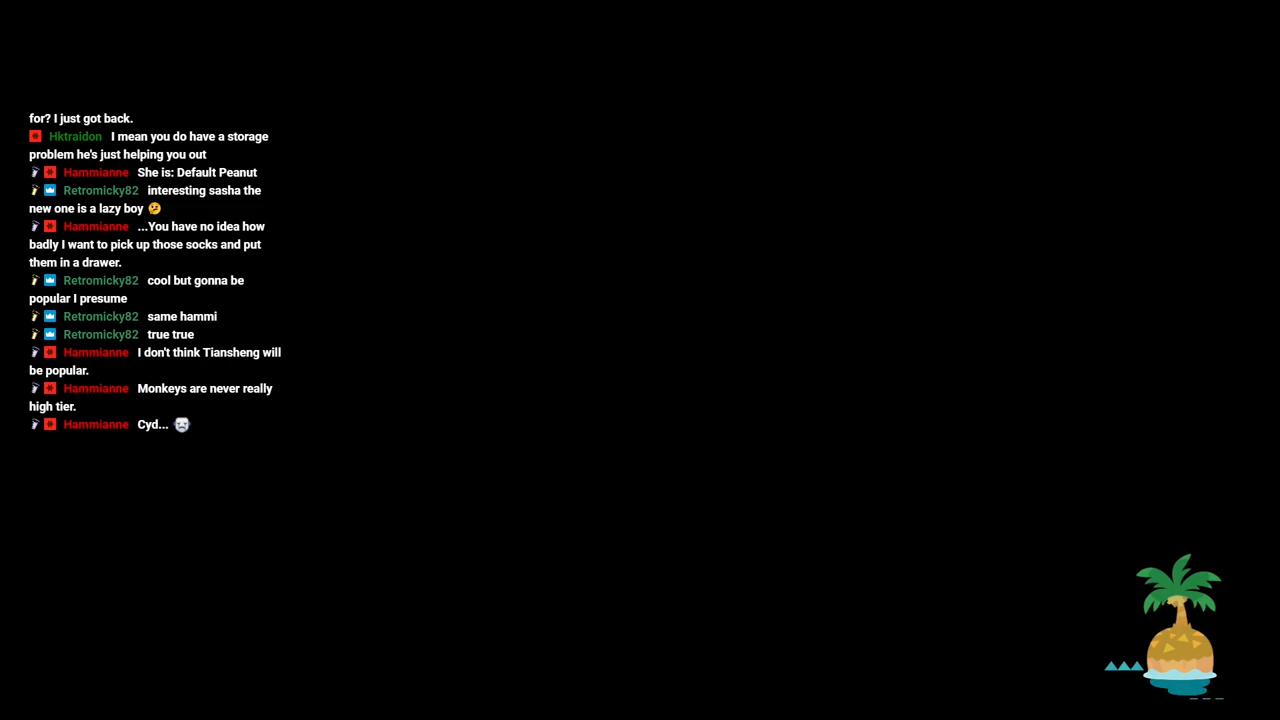 for? I just got back.
Hktraidon I mean you do have a storage
problem he's just helping you out
Hammianne She is: Default Peanut
Retromicky82 interesting sasha the
new one is a lazy boy 🤔
Hammianne ...You have no idea how
badly I want to pick up those socks and put
them in a drawer.
Retromicky82 cool but gonna be
popular I presume
Retromicky82 same hammi
Retromicky82 true true
Hammianne I don't think Tiansheng will
be popular.
Hammianne Monkeys are never really
high tier.
Hammianne Cyd...